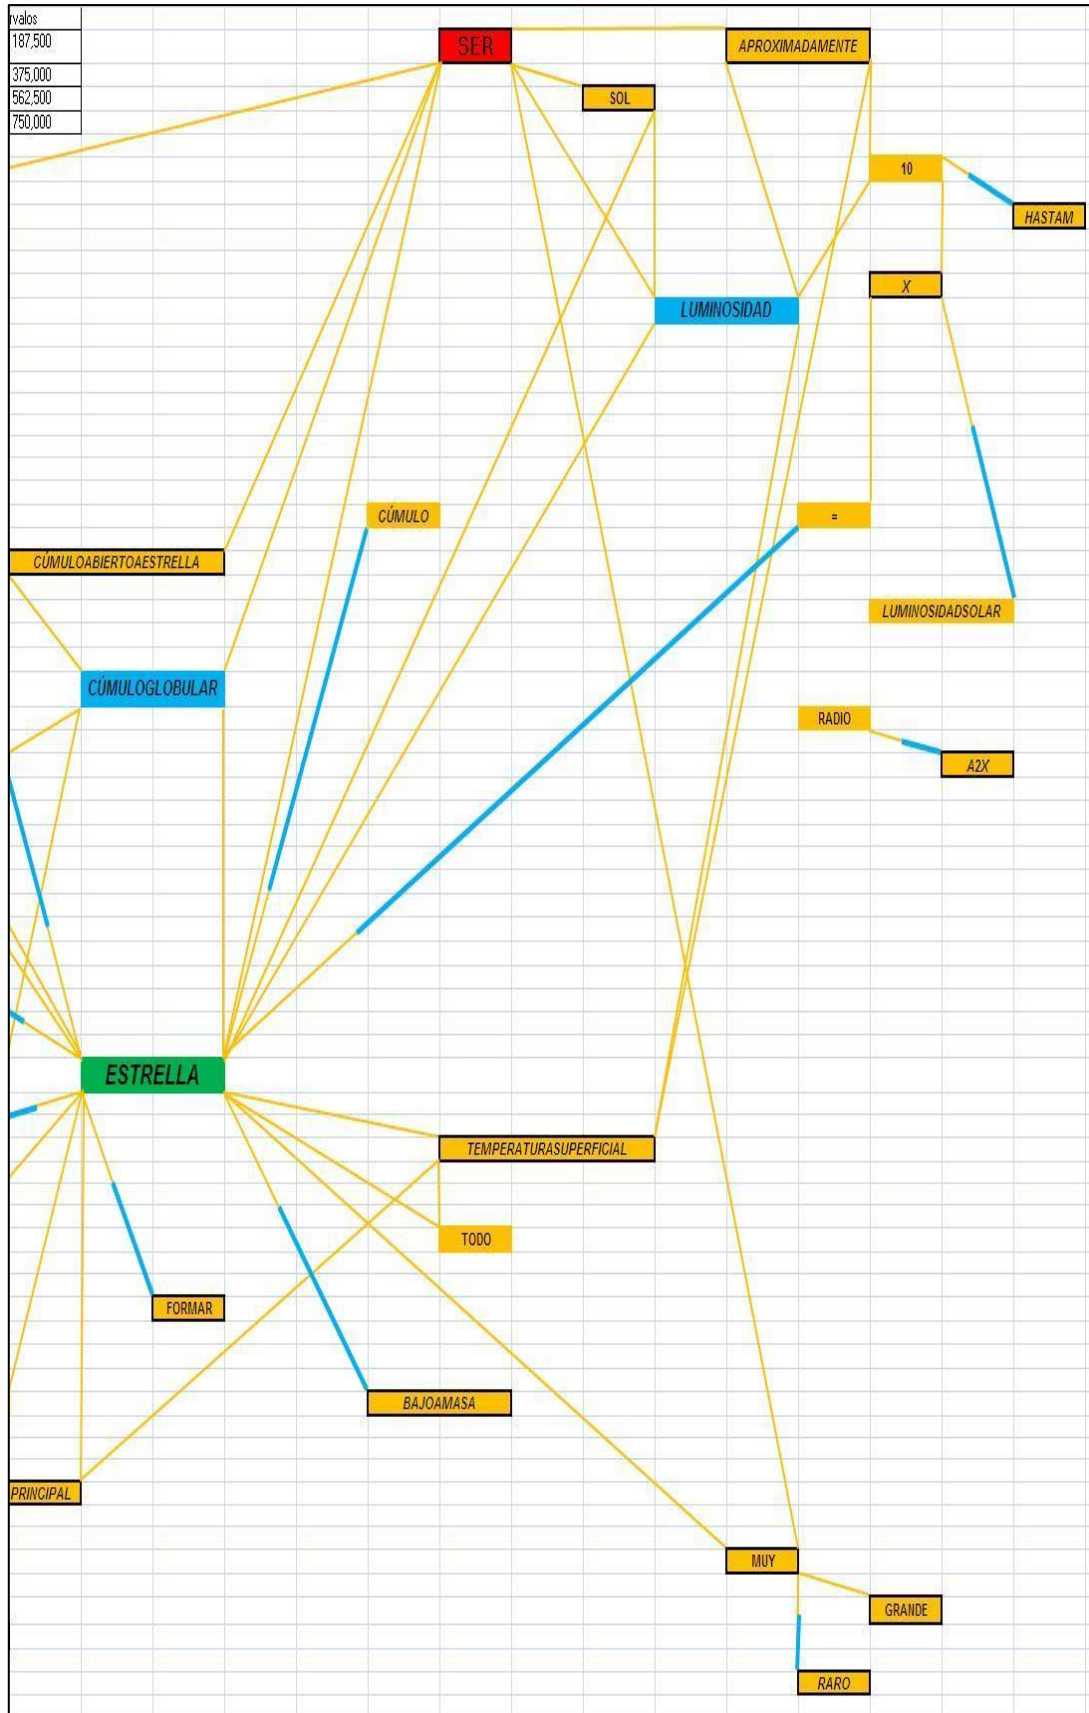 rvalos
187,500
375,000
562,500
750,000
SER
APROXIMADAMENTE
SOL
10
HASTAM
X
LUMINOSIDAD
CÚMULO
=
CÚMULOABIERTOAESTRELLA
LUMINOSIDADSOLAR
CÚMULOGLOBULAR
RADIO
A2X
ESTRELLA
TEMPERATURASUPERFICIAL
TODO
FORMAR
BAJOAMASA
PRINCIPAL
MUY
GRANDE
RARO